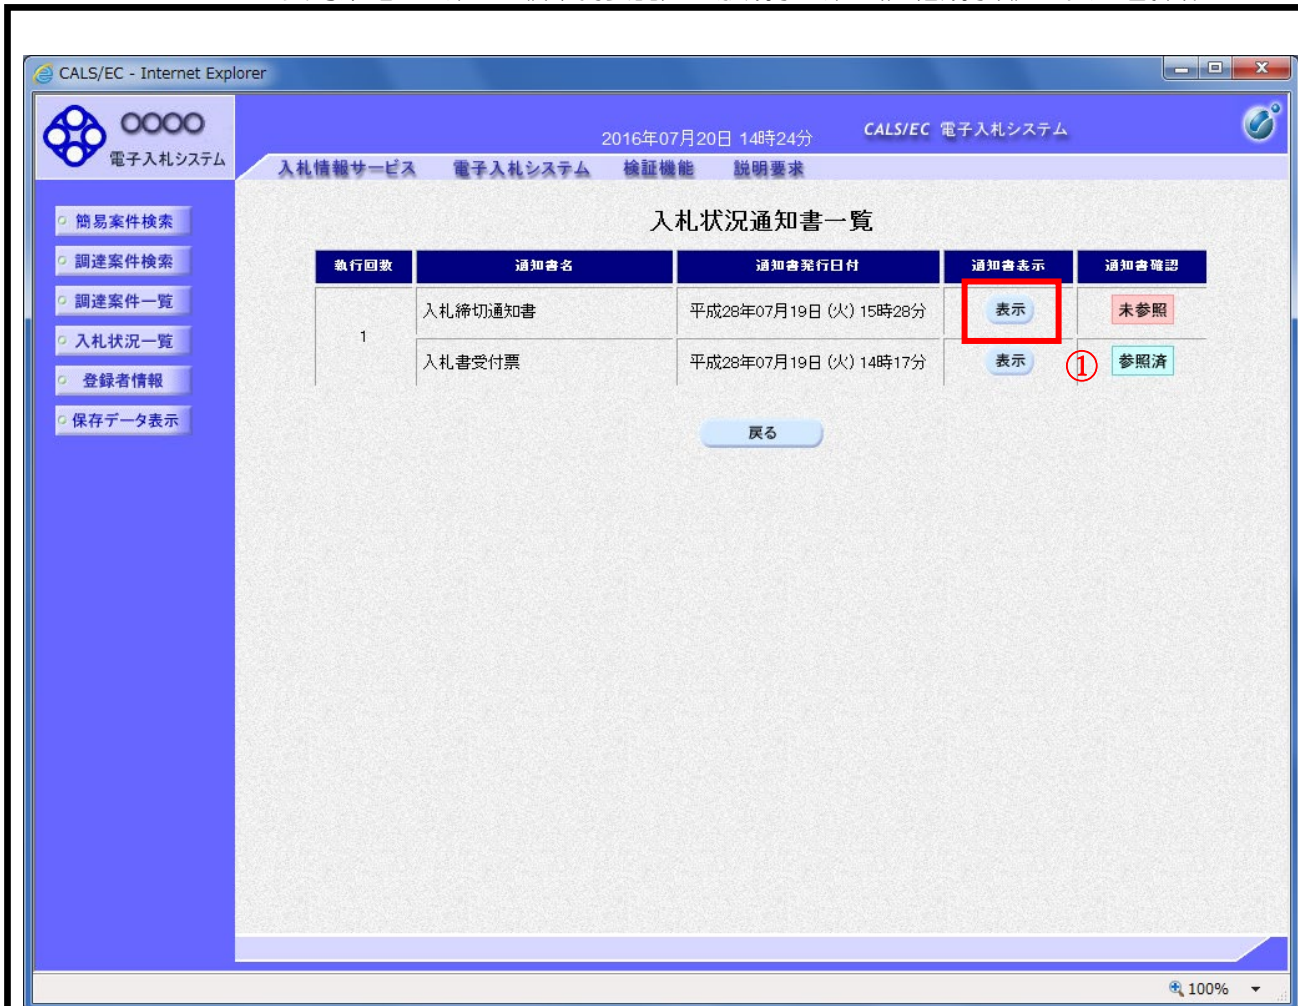 CALS/EC - Internet Explorer
OOOO
電子入札システム
2016年07月20日 14時24分
CALS/EC 電子入札システム
入札情報サービス 電子入札システム 検証機能 説明要求
簡易案件検索
調達案件検索
調達案件一覧
入札状況一覧
登録者情報
保存データ表示
入札状況通知書一覧
執行回数 通知書名 通知書発行日付 通知書表示 通知書確認
1
入札締切通知書 平成28年07月19日 (火) 15時28分 表示 未参照
入札書受付票 平成28年07月19日 (火) 14時17分 表示 ① 参照済
戻る
100%